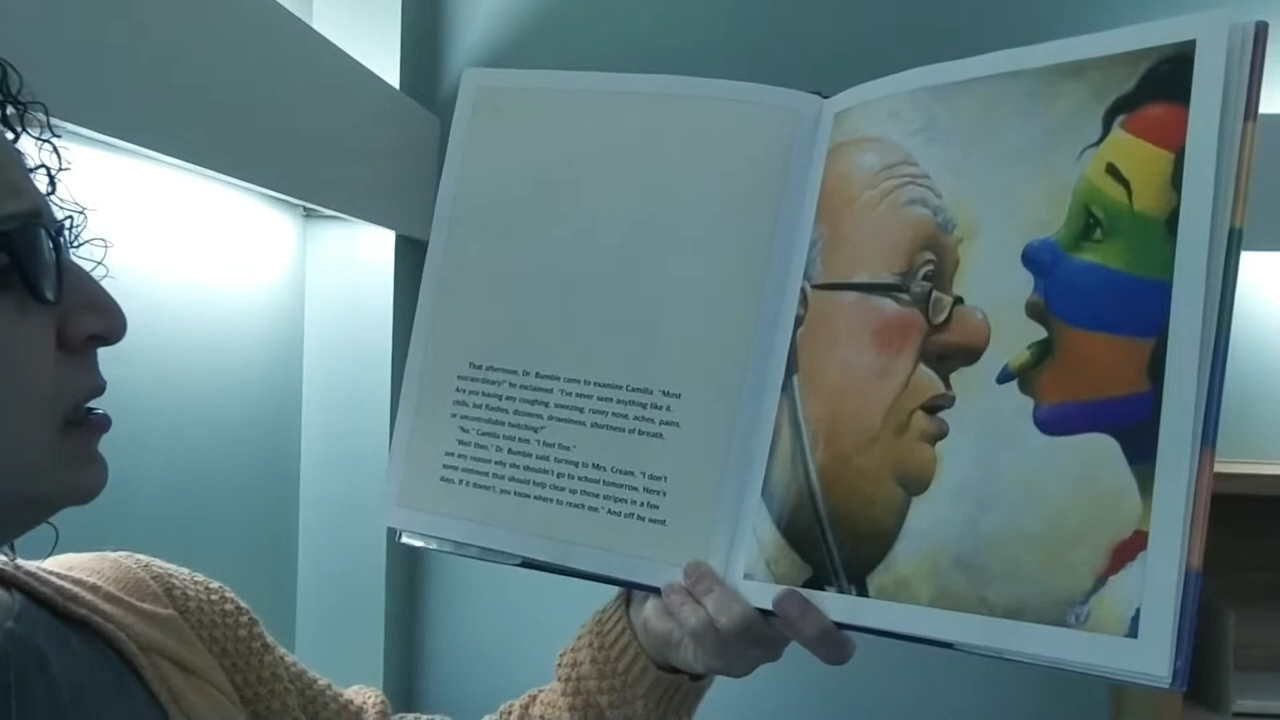 That afternoon, Dr. Bumble came to examine Camilla. "Most
extraordinary!" he exclaimed. "I've never seen anything like it.
Are you having any coughing, sneezing, runny nose, aches, pains,
chills, hot flashes, dizziness, drowsiness, shortness of breath,
or uncontrollable twitching?"
"No," Camilla told him. "I feel fine."
"Well then," Dr. Bumble said, turning to Mrs. Cream, "I don't
see any reason why she shouldn't go to school tomorrow. Here's
some ointment that should help clear up those stripes in a few
days. If it doesn't, you know where to reach me." And off he went.